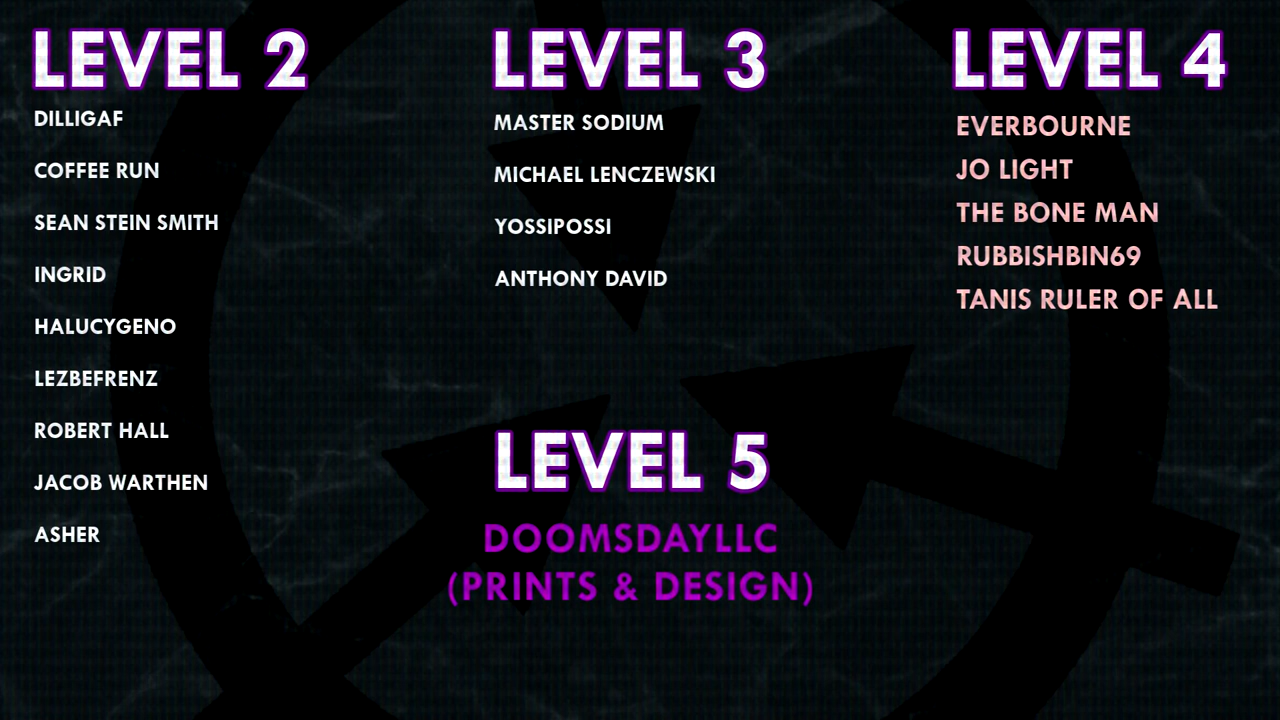 LEVEL 2
DILLIGAF
COFFEE RUN
SEAN STEIN SMITH
INGRID
HALUCYGENO
LEZBEFRENZ
ROBERT HALL
JACOB WARTHEN
ASHER
LEVEL 3
MASTER SODIUM
MICHAEL LENCZEWSKI
YOSSIPOSSI
ANTHONY DAVID
LEVEL 4
EVERBOURNE
JO LIGHT
THE BONE MAN
RUBBISHBIN69
TANIS RULER OF ALL
LEVEL 5
DOOMSDAYLLC
(PRINTS & DESIGN)